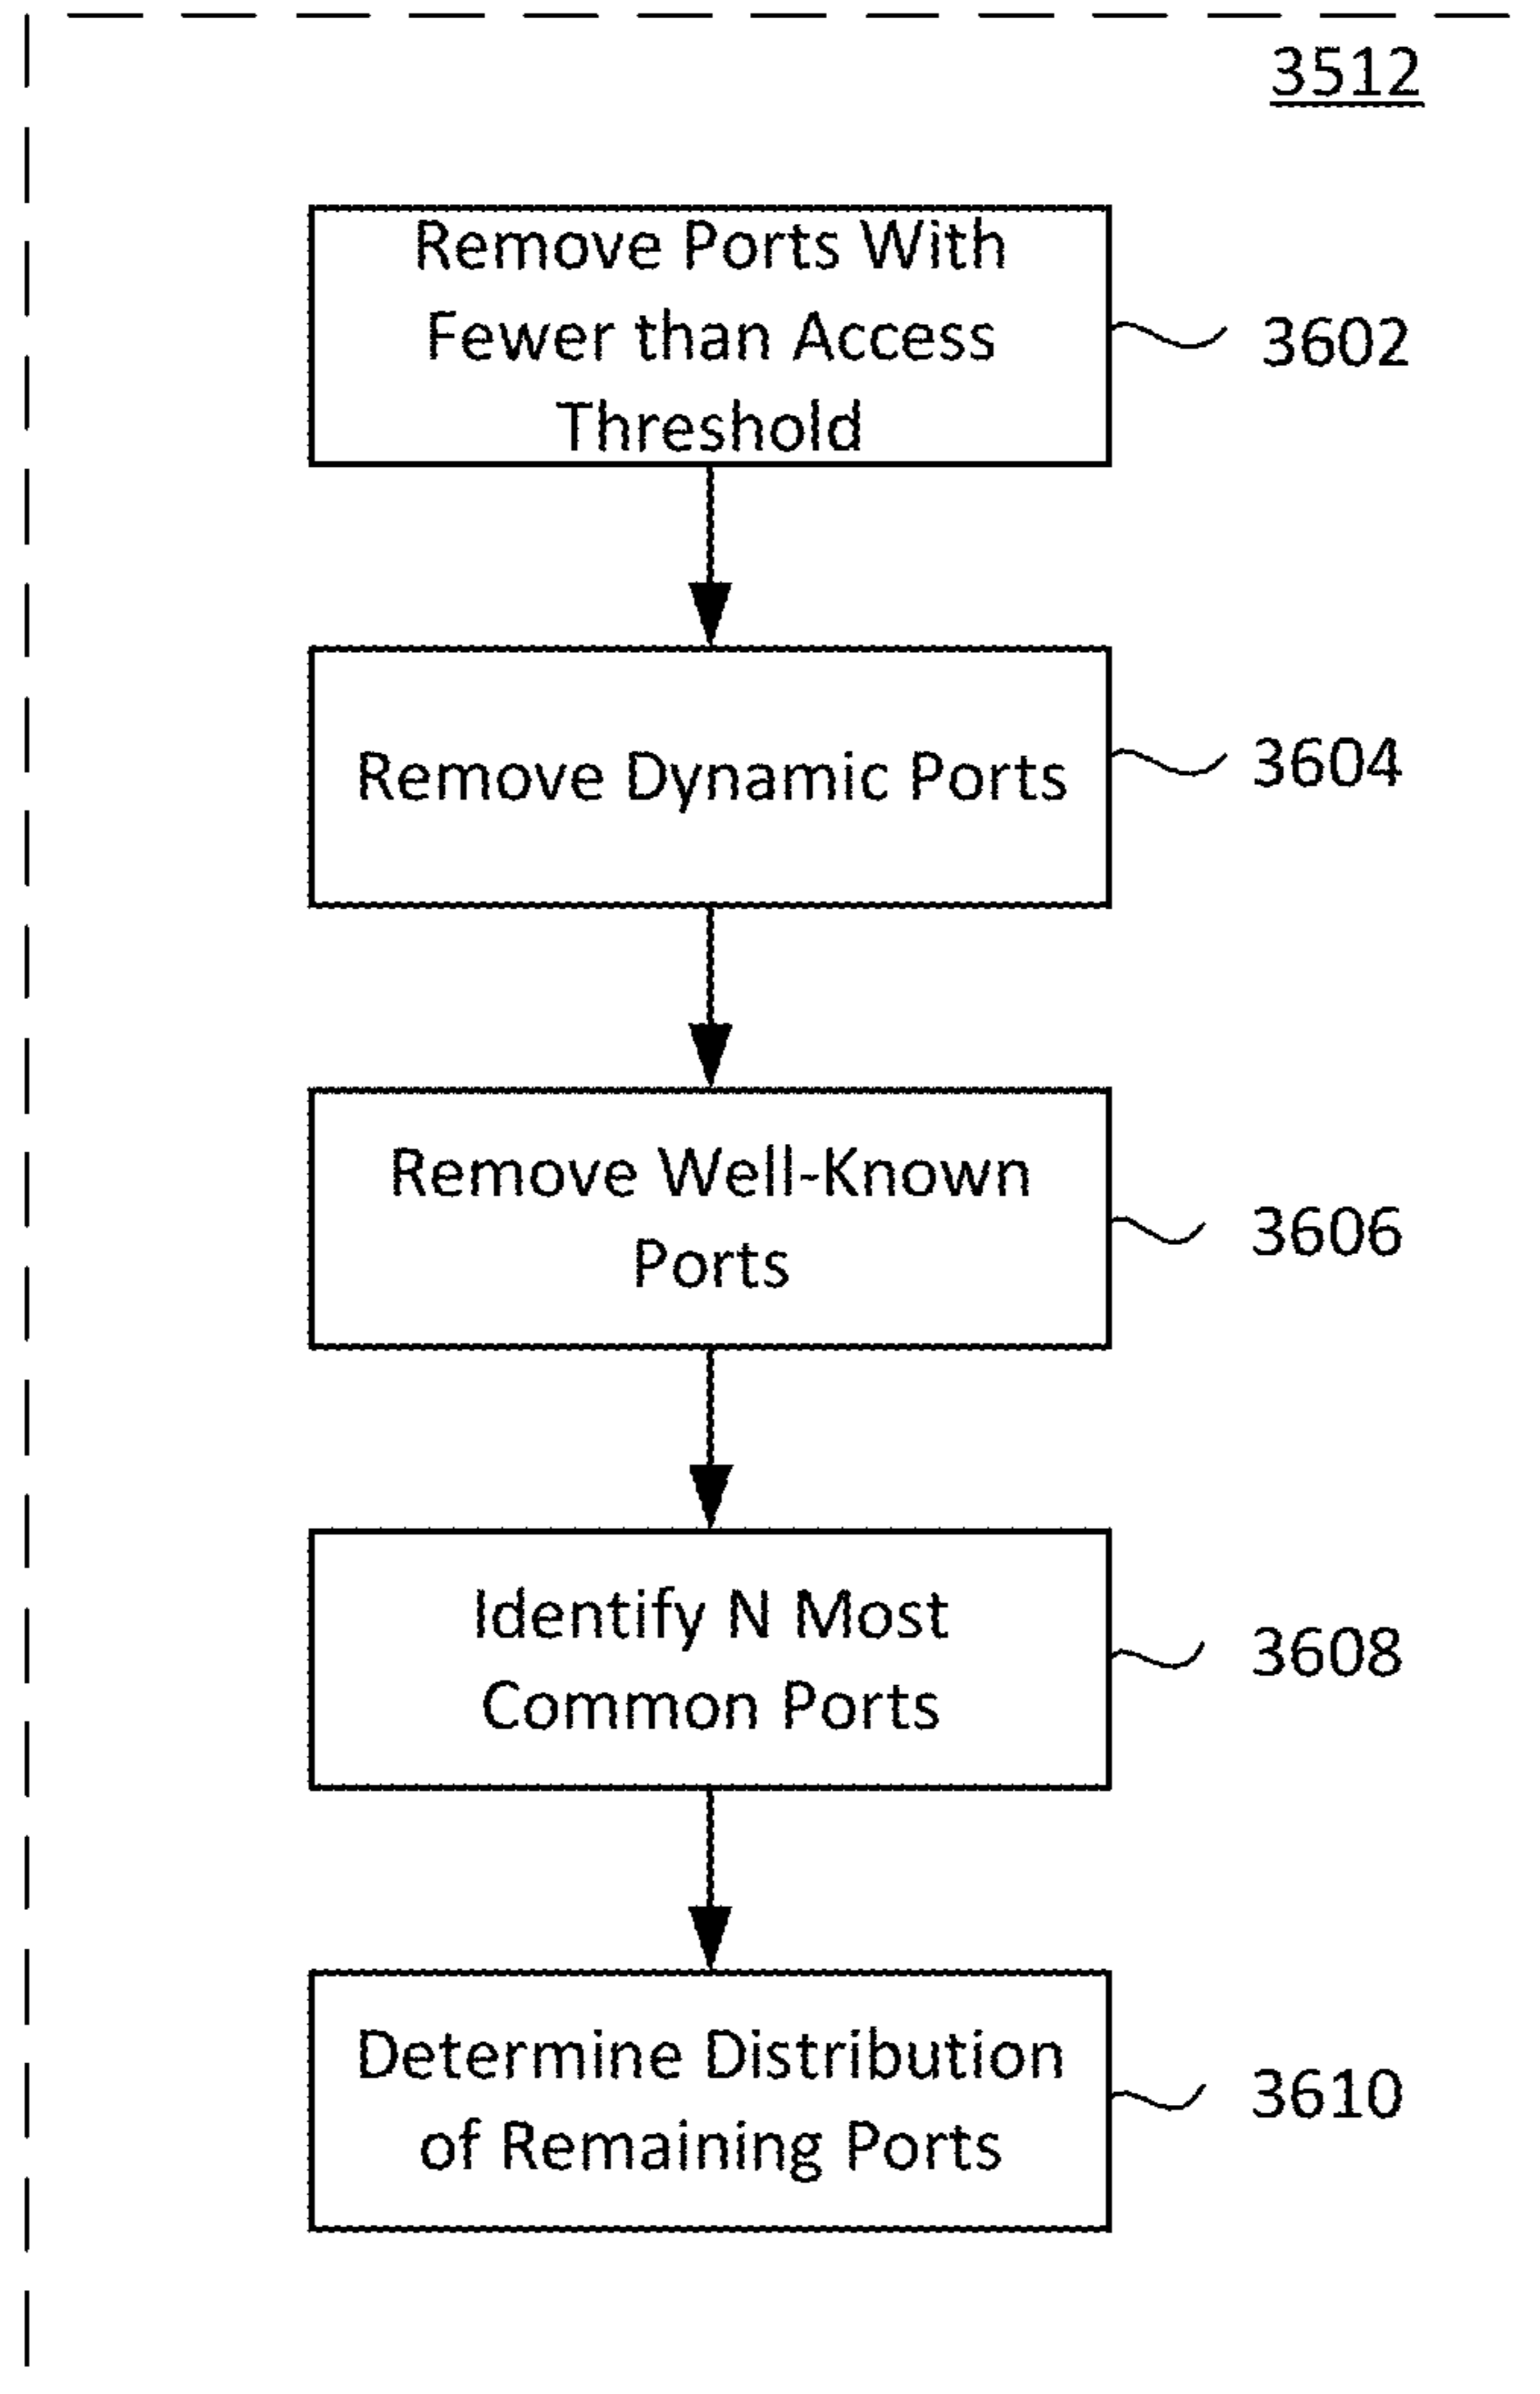 3512
Remove Ports With
Fewer than Access
Threshold
3602
Remove Dynamic Ports
3604
Remove Well-Known
Ports
3606
Identify N Most
Common Ports
3608
Determine Distribution
of Remaining Ports
3610